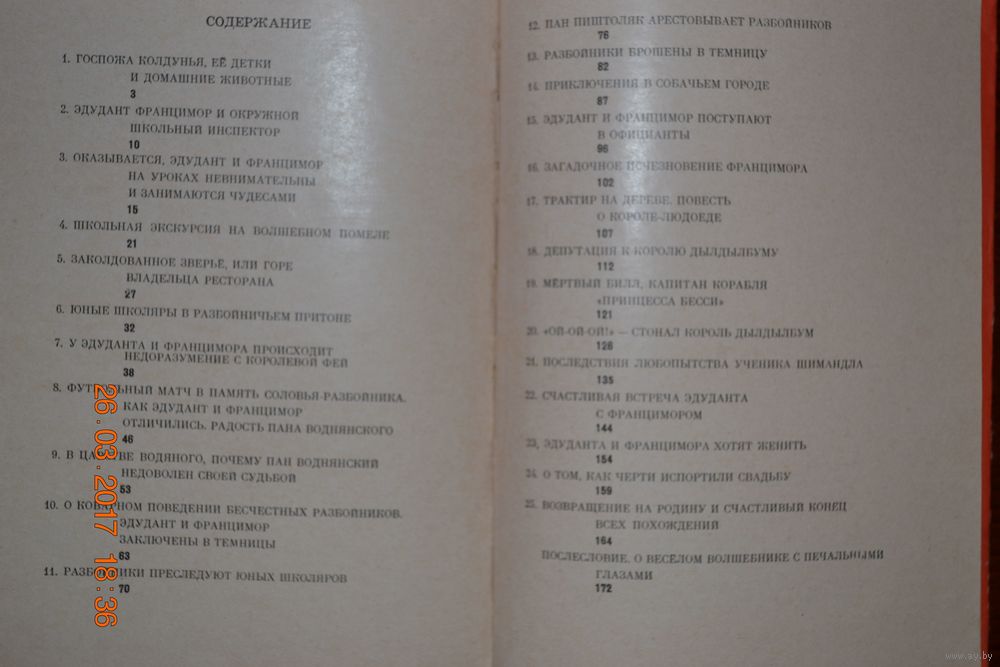 СОДЕРЖАНИЕ
1. ГОСПОЖА КОЛДУНЬЯ, ЕЁ ДЕТКИ
И ДОМАШНИЕ ЖИВОТНЫЕ
3
2. ЭДУДАНТ ФРАНЦИМОР И ОКРУЖНОЙ
ШКОЛЬНЫЙ ИНСПЕКТОР
10
3. ОКАЗЫВАЕТСЯ, ЭДУДАНТ И ФРАНЦИМОР
НА УРОКАХ НЕВНИМАТЕЛЬНЫ
И ЗАНИМАЮТСЯ ЧУДЕСАМИ
15
4. ШКОЛЬНАЯ ЭКСКУРСИЯ НА ВОЛШЕБНОМ ПОМЕЛЕ
21
5. ЗАКОЛДОВАННОЕ ЗВЕРЬЕ, ИЛИ ГОРЕ
ВЛАДЕЛЬЦА РЕСТОРАНА
27
6. ЮНЫЕ ШКОЛЯРЫ В РАЗБОЙНИЧЬЕМ ПРИТОНЕ
32
7. У ЭДУДАНТА И ФРАНЦИМОРА ПРОИСХОДИТ
НЕДОРАЗУМЕНИЕ С КОРОЛЕВОЙ ФЕЙ
38
8. ФУТБОЛЬНЫЙ МАТЧ В ПАМЯТЬ СОЛОВЬЯ-РАЗБОЙНИКА.
КАК ЭДУДАНТ И ФРАНЦИМОР
ОТЛИЧИЛИСЬ. РАДОСТЬ ПАНА ВОДНЯНСКОГО
46
9. В ЦАРСТВЕ ВОДЯНОГО, ПОЧЕМУ ПАН ВОДНЯНСКИЙ
НЕДОВОЛЕН СВОЕЙ СУДЬБОЙ
53
10. О КОВАРНОМ ПОВЕДЕНИИ БЕСЧЕСТНЫХ РАЗБОЙНИКОВ.
ЭДУДАНТ И ФРАНЦИМОР
ЗАКЛЮЧЕНЫ В ТЕМНИЦЫ
63
11. РАЗБОЙНИКИ ПРЕСЛЕДУЮТ ЮНЫХ ШКОЛЯРОВ
70
12. ПАН ПИШТОЛЯК АРЕСТОВЫВАЕТ РАЗБОЙНИКОВ
76
13. РАЗБОЙНИКИ БРОШЕНЫ В ТЕМНИЦУ
82
14. ПРИКЛЮЧЕНИЯ В СОБАЧЬЕМ ГОРОДЕ
87
15. ЭДУДАНТ И ФРАНЦИМОР ПОСТУПАЮТ
В ОФИЦИАНТЫ
96
16. ЗАГАДОЧНОЕ ИСЧЕЗНОВЕНИЕ ФРАНЦИМОРА
102
17. ТРАКТИР НА ДЕРЕВЕ. ПОВЕСТЬ
О КОРОЛЕ-ЛЮДОЕДЕ
107
18. ДЕПУТАЦИЯ К КОРОЛЮ ДЫЛДЫЛБУМУ
112
19. МЁРТВЫЙ БИЛЛ, КАПИТАН КОРАБЛЯ
«ПРИНЦЕССА БЕССИ»
121
20. «ОЙ-ОЙ-ОЙ!» — СТОНАЛ КОРОЛЬ ДЫЛДЫЛБУМ
126
21. ПОСЛЕДСТВИЯ ЛЮБОПЫТСТВА УЧЕНИКА ШИМАНДЛА
135
22. СЧАСТЛИВАЯ ВСТРЕЧА ЭДУДАНТА
С ФРАНЦИМОРОМ
144
23. ЭДУДАНТА И ФРАНЦИМОРА ХОТЯТ ЖЕНИТЬ
154
24. О ТОМ, КАК ЧЕРТИ ИСПОРТИЛИ СВАДЬБУ
159
25. ВОЗВРАЩЕНИЕ НА РОДИНУ И СЧАСТЛИВЫЙ КОНЕЦ
ВСЕХ ПОХОЖДЕНИЙ
164
ПОСЛЕСЛОВИЕ. О ВЕСЕЛОМ ВОЛШЕБНИКЕ С ПЕЧАЛЬНЫМИ
ГЛАЗАМИ
172
26.03.2017 18:36
www.ay.by